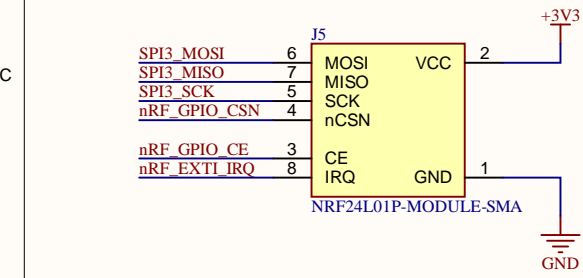 +3V3
J5
SPI3_MOSI 6 MOSI VCC 2
SPI3_MISO 7 MISO
SPI3_SCK 5 SCK
nRF_GPIO_CSN 4 nCSN
C
nRF_GPIO_CE 3 CE
nRF_EXTI_IRQ 8 IRQ GND 1
NRF24L01P-MODULE-SMA
GND